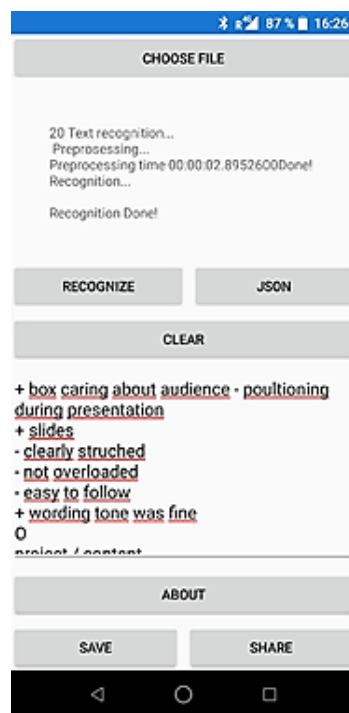 R 87 % 16:26
CHOOSE FILE
20 Text recognition...
Preprosessing...
Preprocessing time 00:00:02.8952600Done!
Recognition...
Recognition Done!
RECOGNIZE JSON
CLEAR
+ box caring about audience - poultioning
during presentation
+ slides
- clearly struched
- not overloaded
- easy to follow
+ wording tone was fine
O
project / content
ABOUT
SAVE SHARE